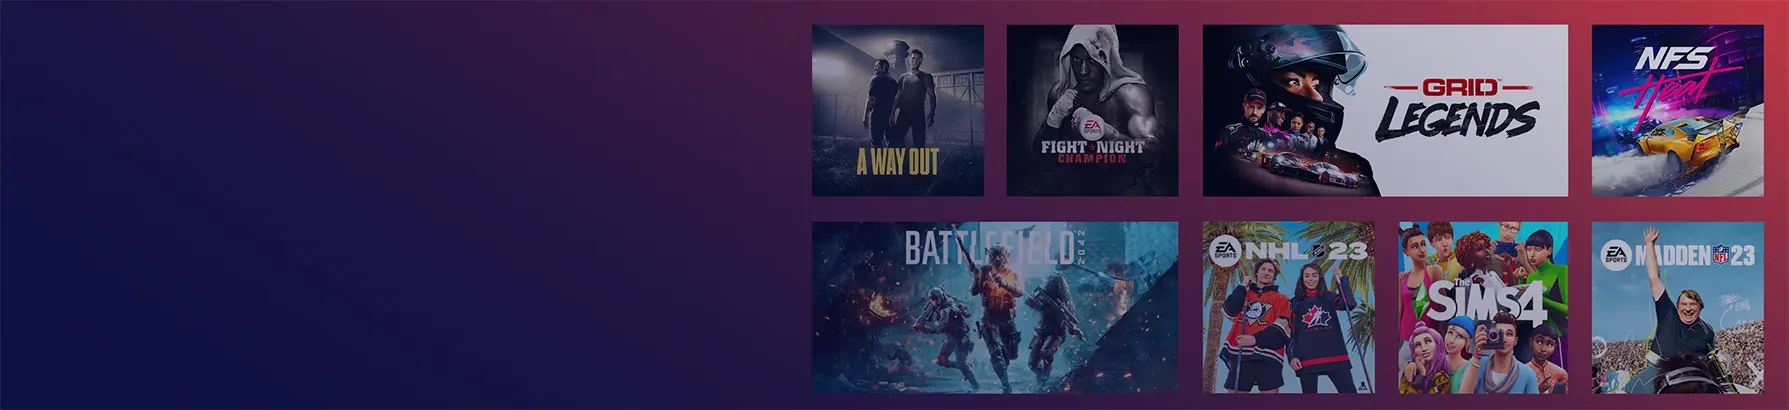 A WAY OUT
EA
SPORTS
FIGHT NIGHT
CHAMPION
GRID
LEGENDS
NFS
Heat
BATTLEFIELD 2042
EA
SPORTS
NHL 23
The
SIMS 4
EA
SPORTS
MADDEN NFL 23